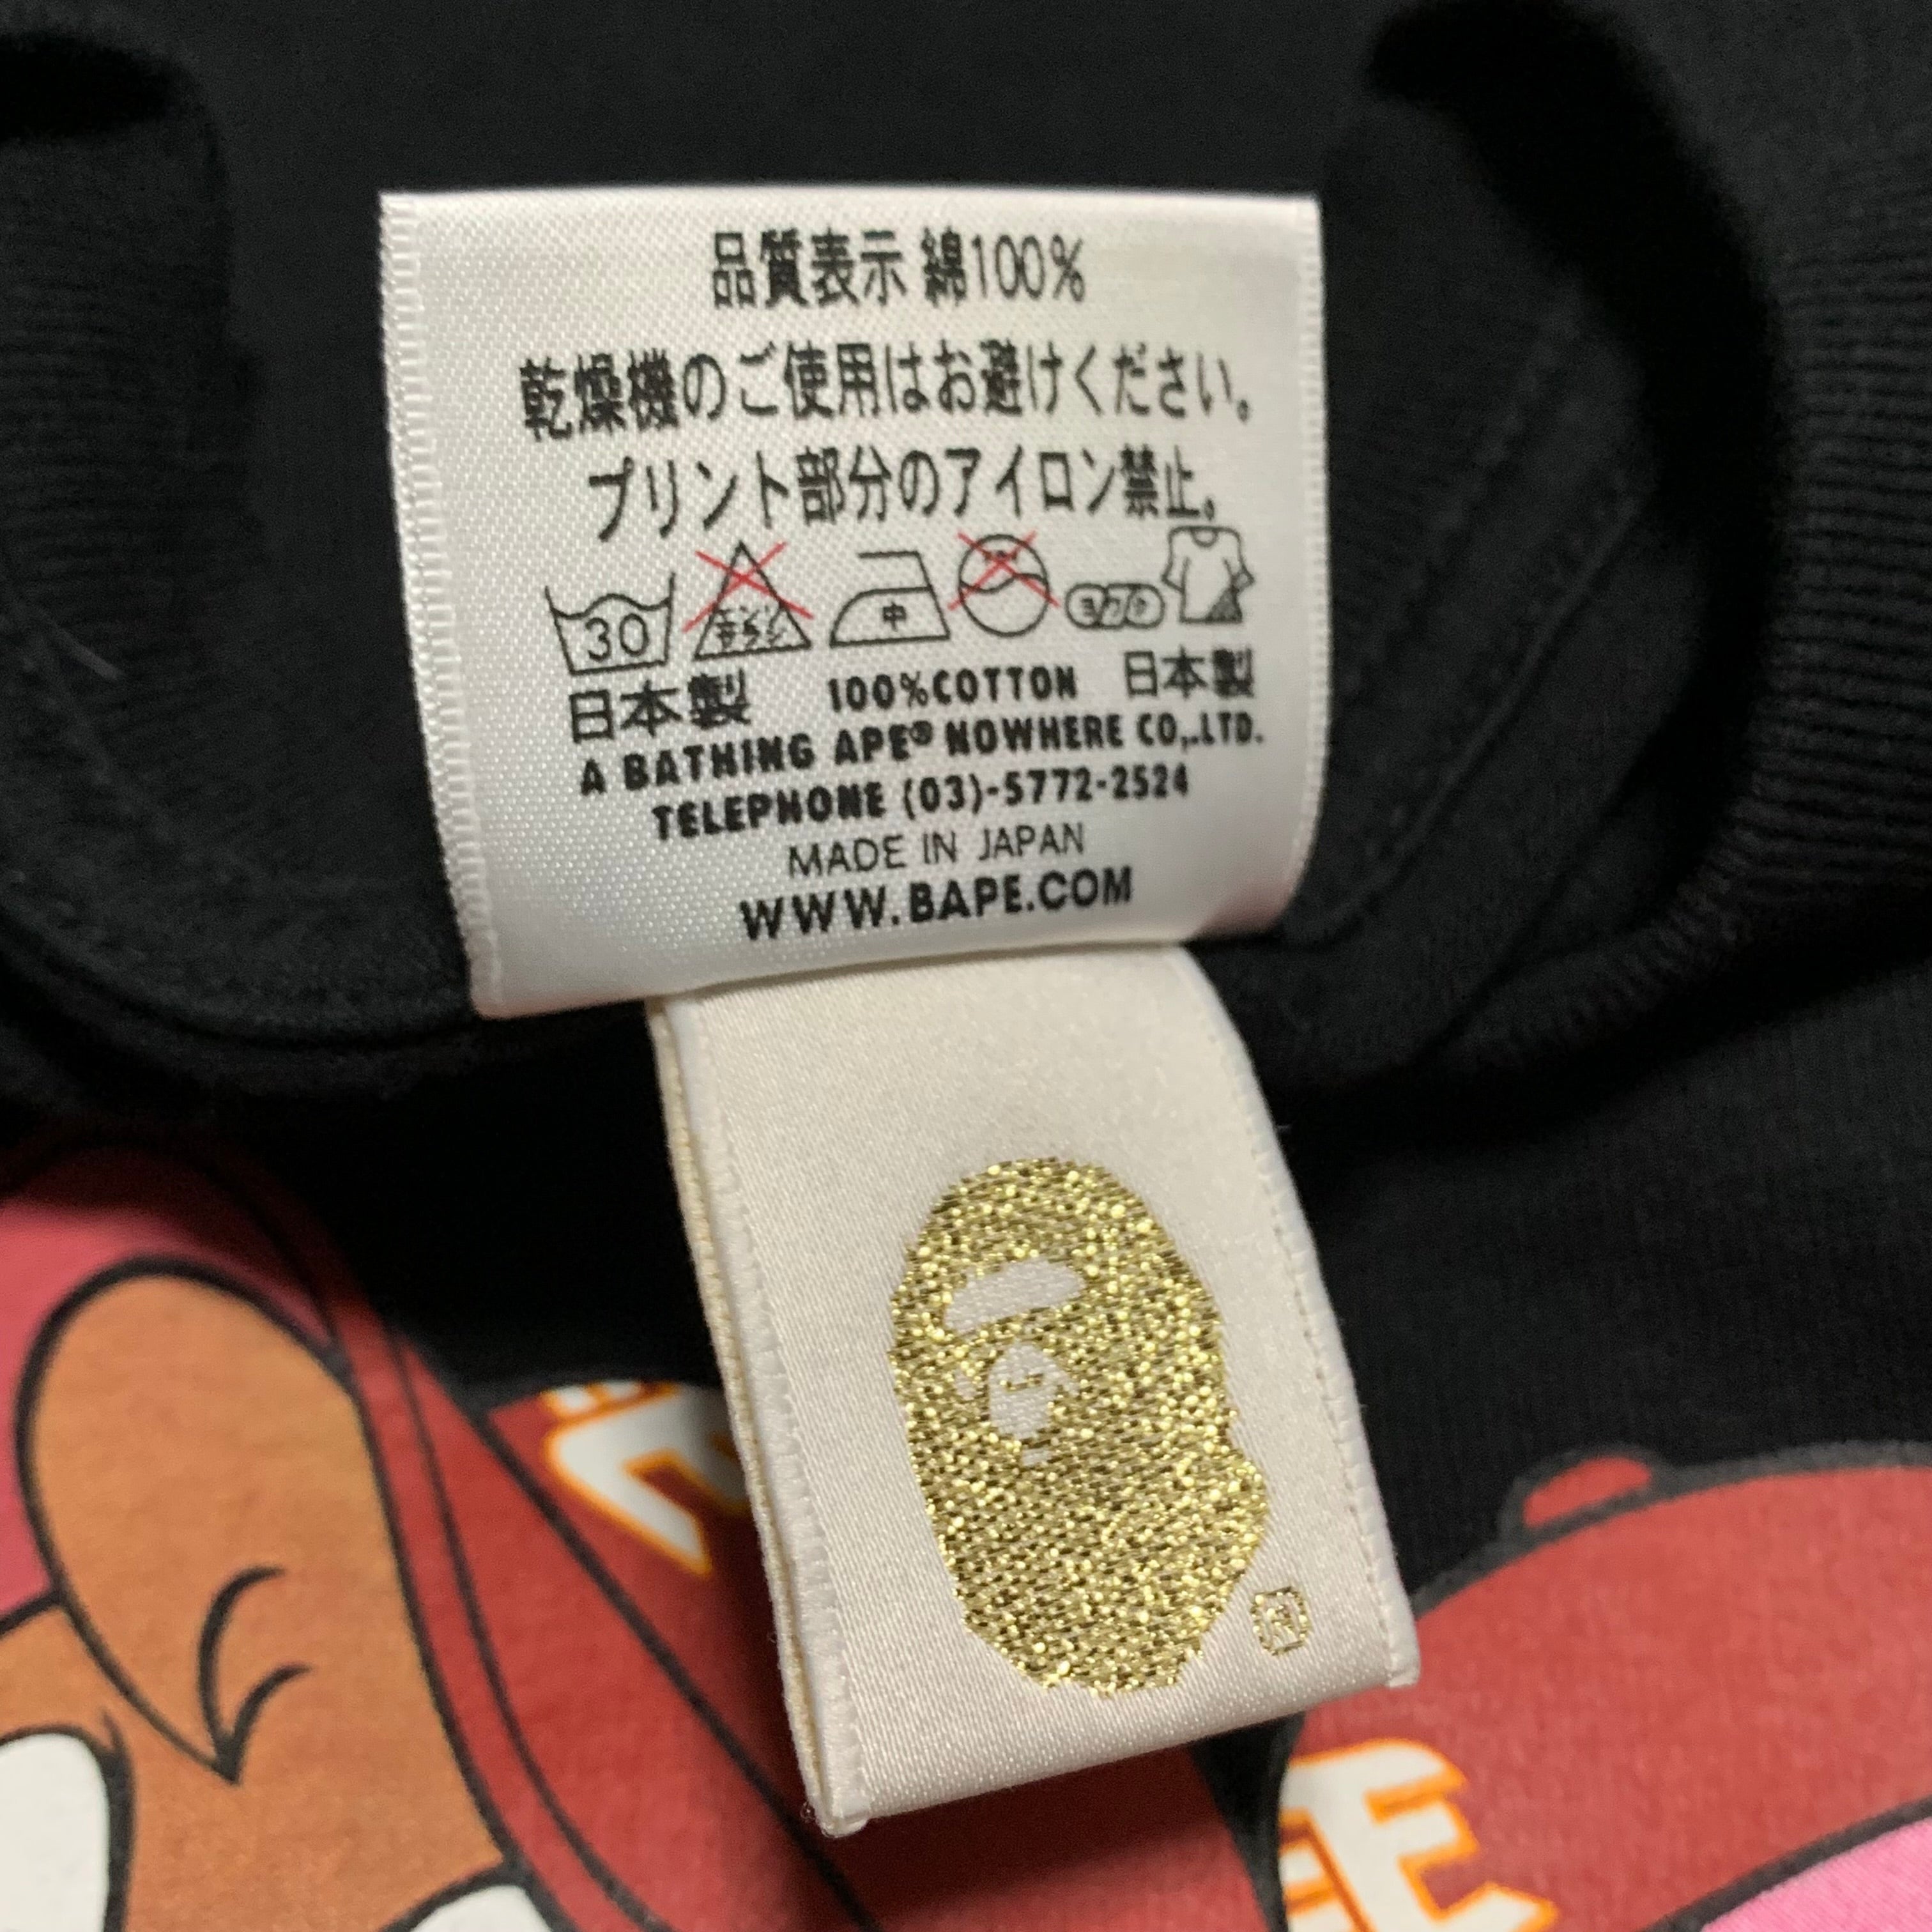 品質表示 綿100%
乾燥機のご使用はお避けください。
プリント部分のアイロン禁止。
30 中
日本製 100%COTTON 日本製
A BATHING APE® NOWHERE CO,.LTD.
TELEPHONE (03)-5772-2524
MADE IN JAPAN
WWW.BAPE.COM
®